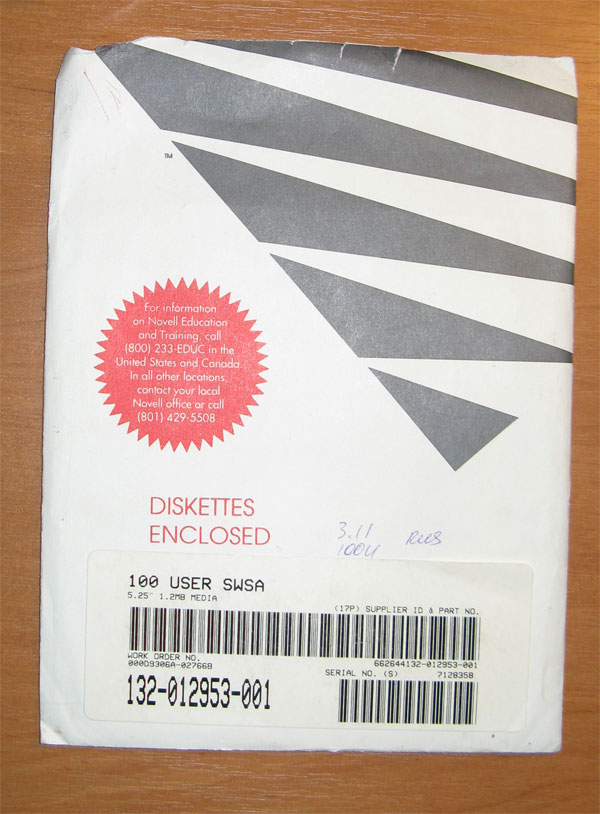 TM
For information
on Novell Education
and Training, call
(800) 233-EDUC in the
United States and Canada.
In all other locations,
contact your local
Novell office or call
(801) 429-5508.
DISKETTES
ENCLOSED
3.11 RUS
100u
100 USER SWSA
5.25" 1.2MB MEDIA
(17P) SUPPLIER ID & PART NO.
WORK ORDER NO.
000D9306A-02766B
662644132-012953-001
SERIAL NO. (S) 7128358
132-012953-001